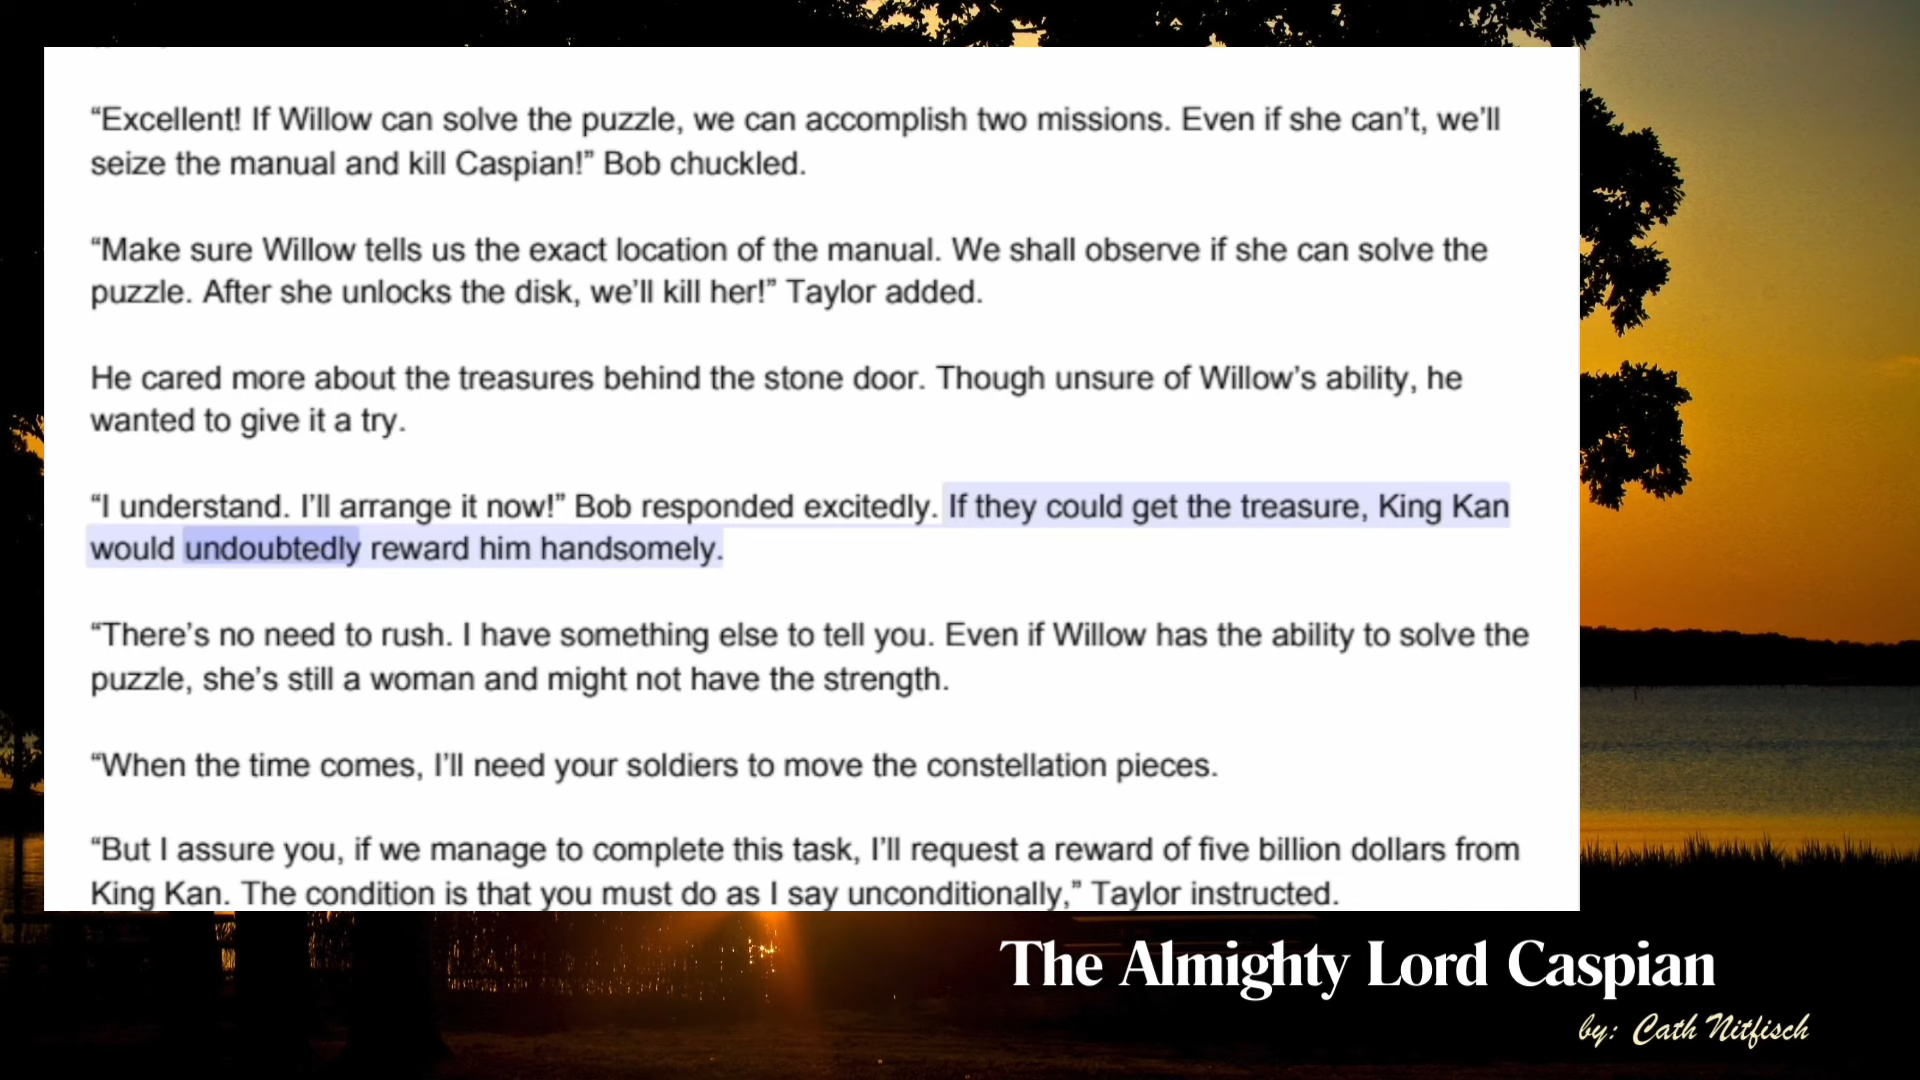 “Excellent! If Willow can solve the puzzle, we can accomplish two missions. Even if she can’t, we’ll
seize the manual and kill Caspian!” Bob chuckled.
“Make sure Willow tells us the exact location of the manual. We shall observe if she can solve the
puzzle. After she unlocks the disk, we’ll kill her!” Taylor added.
He cared more about the treasures behind the stone door. Though unsure of Willow’s ability, he
wanted to give it a try.
“I understand. I’ll arrange it now!” Bob responded excitedly. If they could get the treasure, King Kan
would undoubtedly reward him handsomely.
“There’s no need to rush. I have something else to tell you. Even if Willow has the ability to solve the
puzzle, she’s still a woman and might not have the strength.
“When the time comes, I’ll need your soldiers to move the constellation pieces.
“But I assure you, if we manage to complete this task, I’ll request a reward of five billion dollars from
King Kan. The condition is that you must do as I say unconditionally,” Taylor instructed.
The Almighty Lord Caspian
by: Cath Nitfisch